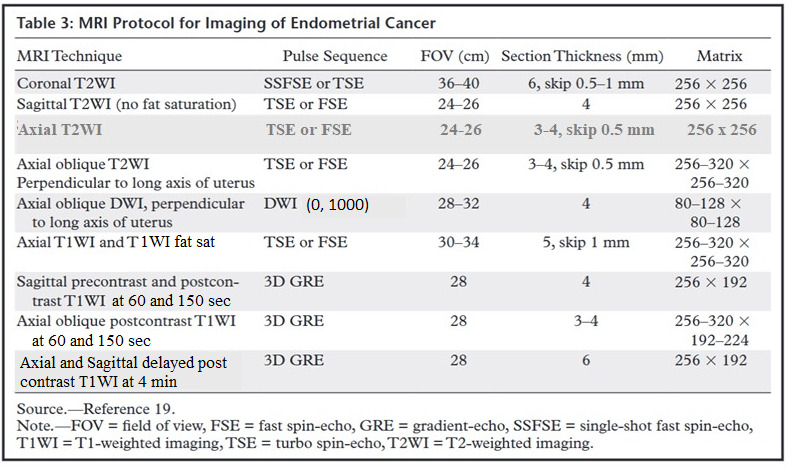 Table 3: MRI Protocol for Imaging of Endometrial Cancer
MRI Technique Pulse Sequence FOV (cm) Section Thickness (mm) Matrix
Coronal T2WI SSFSE or TSE 36–40 6, skip 0.5–1 mm 256 × 256
Sagittal T2WI (no fat saturation) TSE or FSE 24–26 4 256 × 256
Axial T2WI TSE or FSE 24-26 3-4, skip 0.5 mm 256 x 256
Axial oblique T2WI TSE or FSE 24–26 3–4, skip 0.5 mm 256–320 ×
Perpendicular to long axis of uterus 256–320
Axial oblique DWI, perpendicular DWI (0, 1000) 28–32 4 80–128 ×
to long axis of uterus 80–128
Axial T1WI and T1WI fat sat TSE or FSE 30–34 5, skip 1 mm 256–320 ×
256–320
Sagittal precontrast and postcon- 3D GRE 28 4 256 × 192
trast T1WI at 60 and 150 sec
Axial oblique postcontrast T1WI 3D GRE 28 3–4 256–320 ×
at 60 and 150 sec 192–224
Axial and Sagittal delayed post 3D GRE 28 6 256 × 192
contrast T1WI at 4 min
Source.—Reference 19.
Note.—FOV = field of view, FSE = fast spin-echo, GRE = gradient-echo, SSFSE = single-shot fast spin-echo,
T1WI = T1-weighted imaging, TSE = turbo spin-echo, T2WI = T2-weighted imaging.